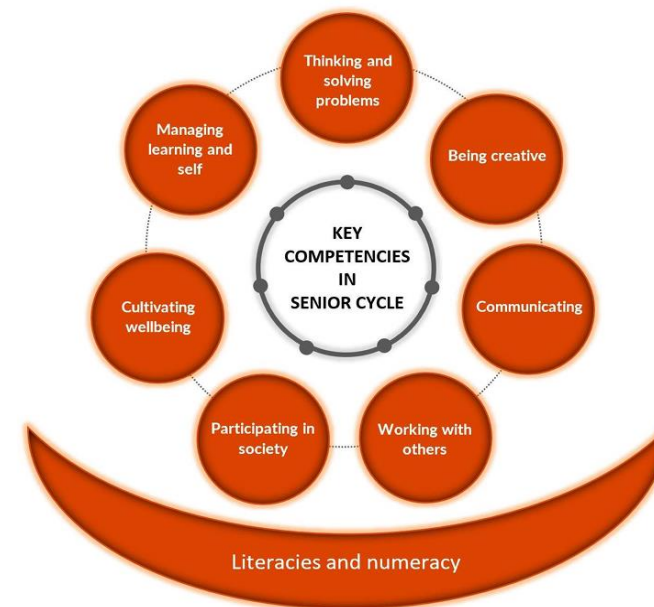 Thinking and
solving
problems
Managing
learning and
self
Being creative
KEY
COMPETENCIES
IN
SENIOR CYCLE
Cultivating
wellbeing
Communicating
Participating in
society
Working with
others
Literacies and numeracy